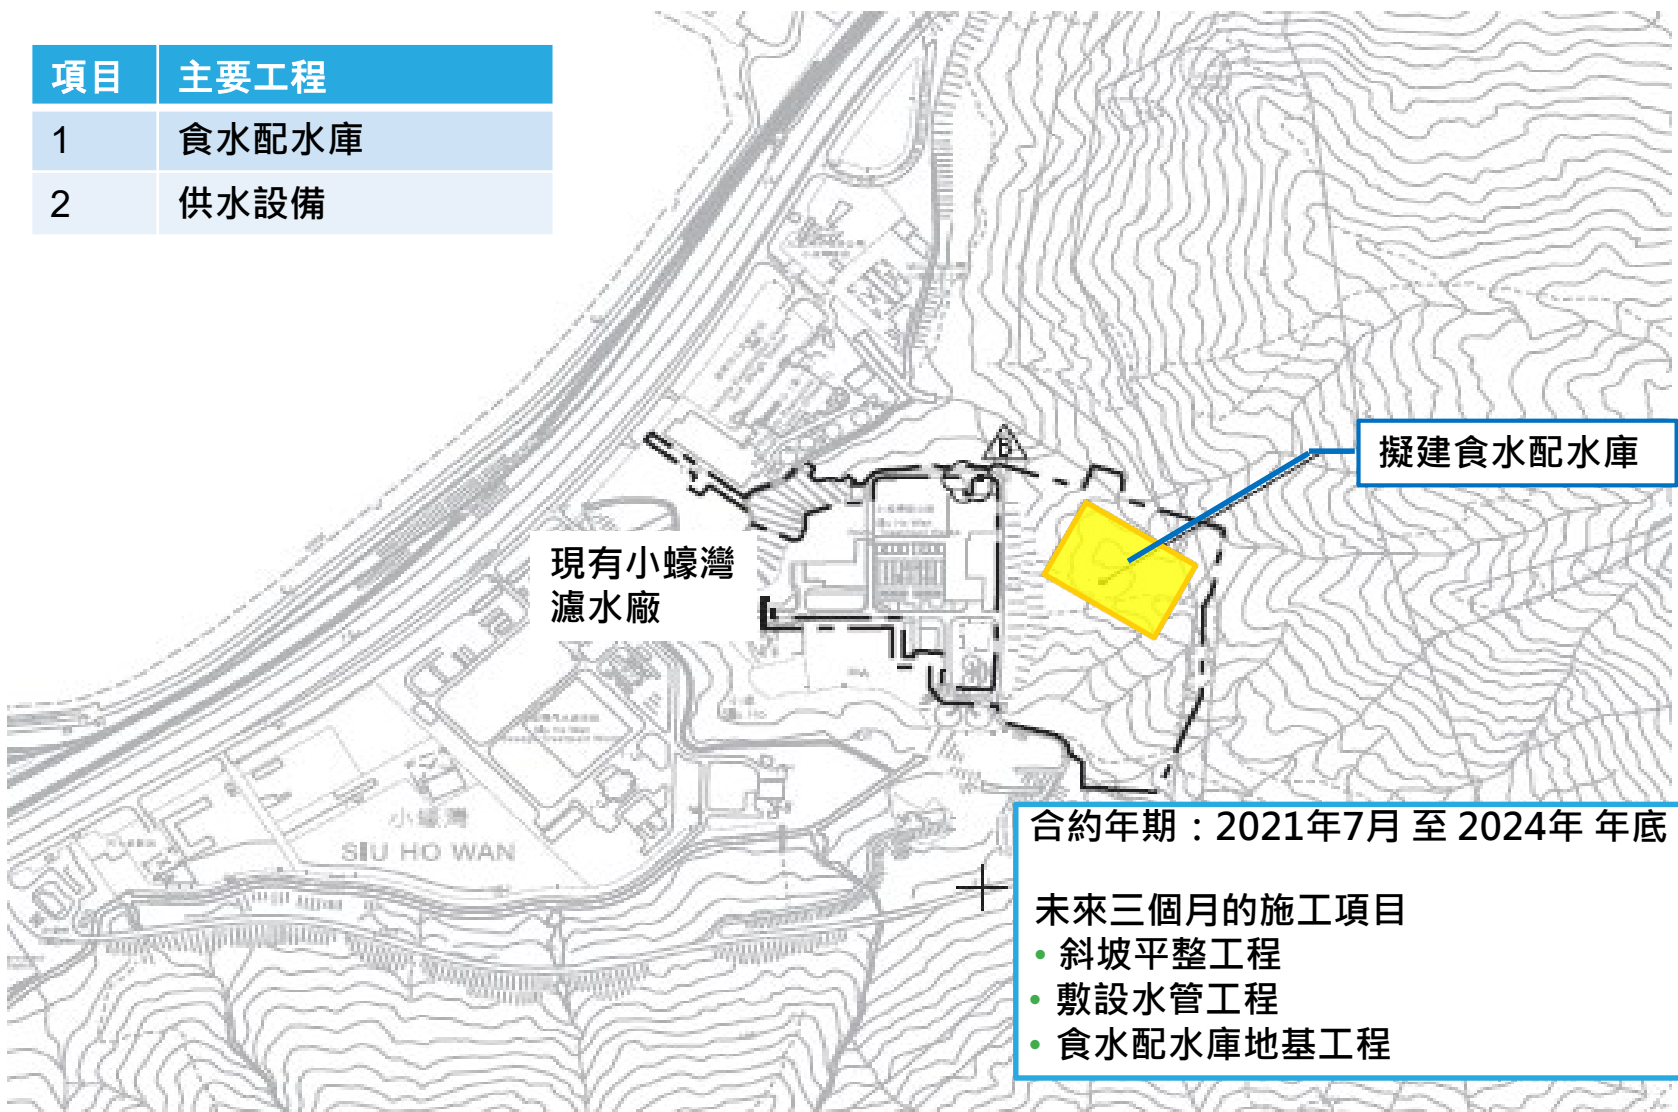 項目 主要工程
1 食水配水庫
2 供水設備
B
擬建食水配水庫
現有小蠔灣
濾水廠
小蠔灣
SIU HO WAN
合約年期：2021年7月 至 2024年 年底
未來三個月的施工項目
• 斜坡平整工程
• 敷設水管工程
• 食水配水庫地基工程